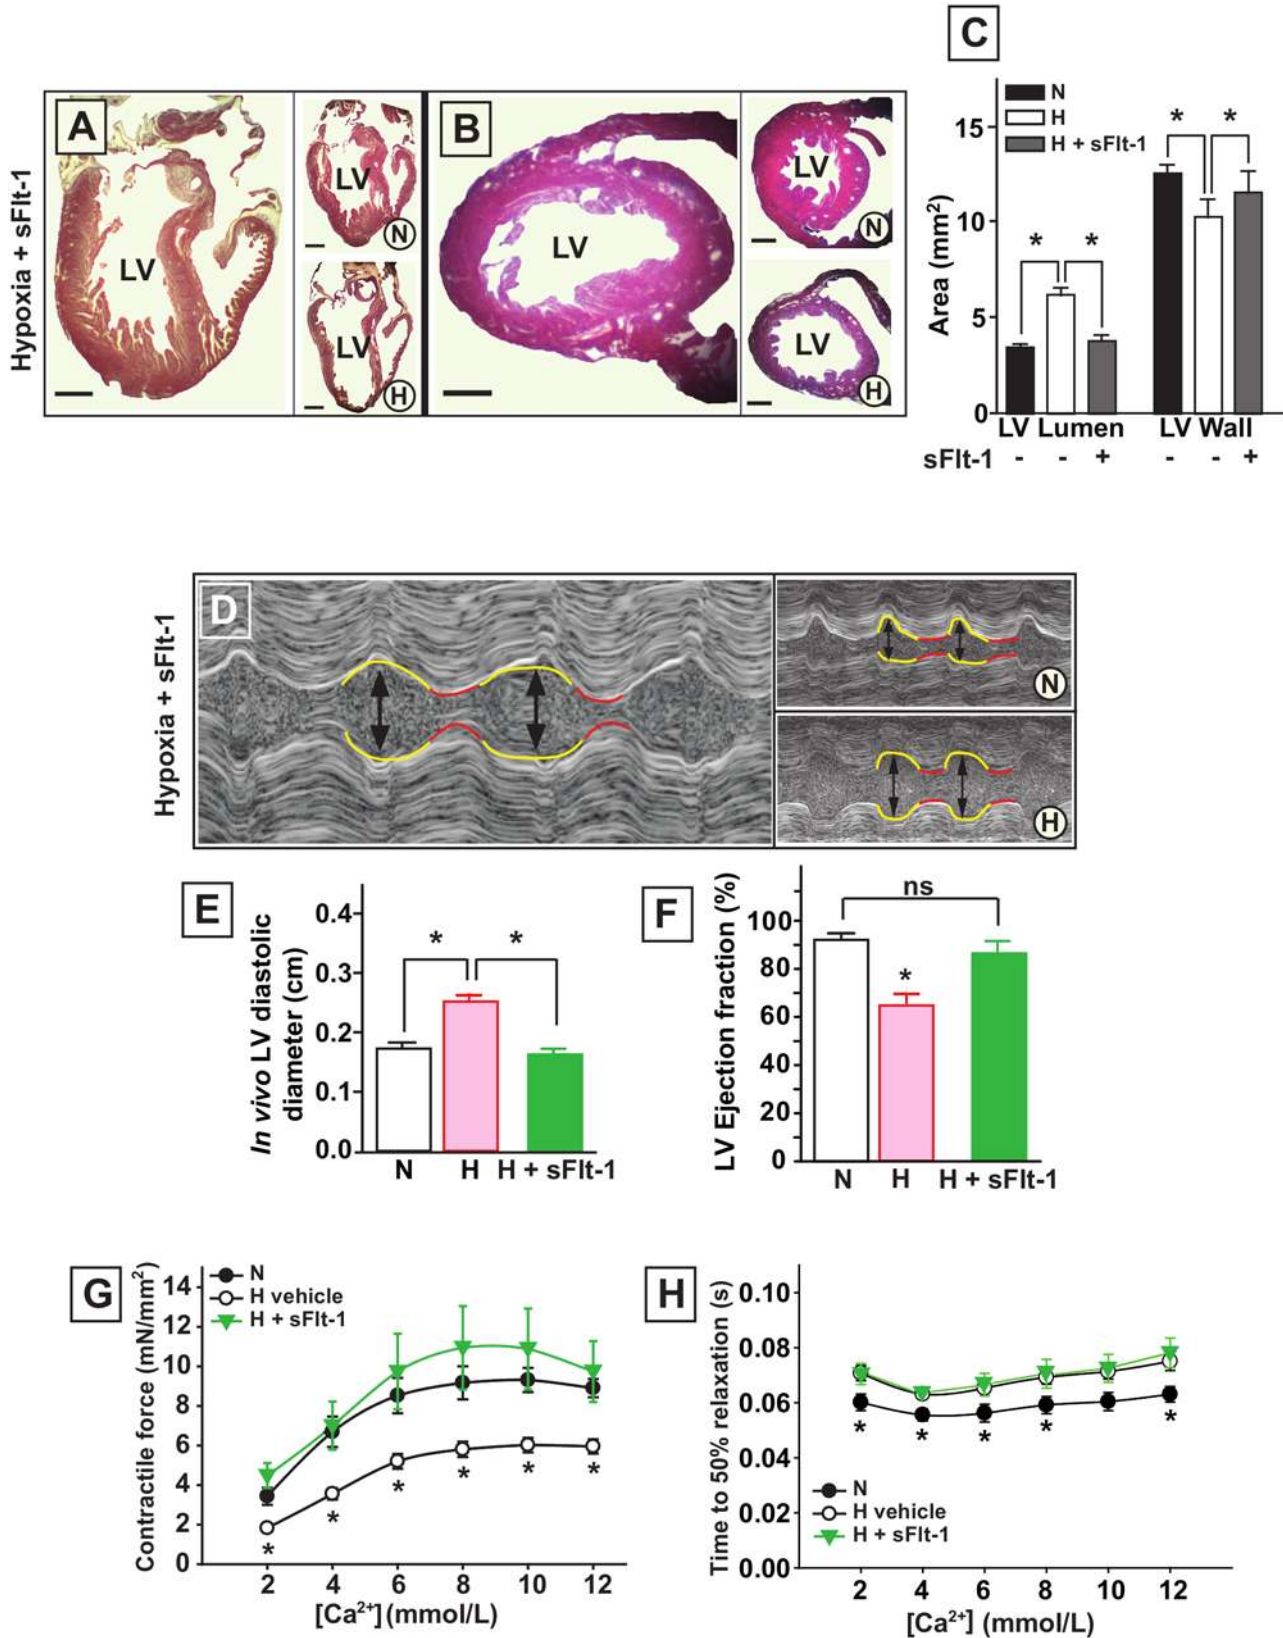 Hypoxia + sFlt-1
A
LV
LV
N
LV
H
B
LV
LV
N
LV
H
C
N
H
H + sFlt-1
Area (mm²)
15
10
5
0
* * * *
LV Lumen LV Wall
sFlt-1 - - + - - +
Hypoxia + sFlt-1
D
N
H
E
In vivo LV diastolic
diameter (cm)
0.4
0.3
0.2
0.1
0.0
* *
N H H + sFlt-1
F
LV Ejection fraction (%)
100
80
60
40
20
0
ns
*
N H H + sFlt-1
G
Contractile force (mN/mm²)
N
H vehicle
H + sFlt-1
14
12
10
8
6
4
2
0
* * * * * *
2 4 6 8 10 12
[Ca²⁺] (mmol/L)
H
Time to 50% relaxation (s)
0.10
0.08
0.06
0.04
0.02
0.00
* * * * *
N
H vehicle
H + sFlt-1
2 4 6 8 10 12
[Ca²⁺] (mmol/L)